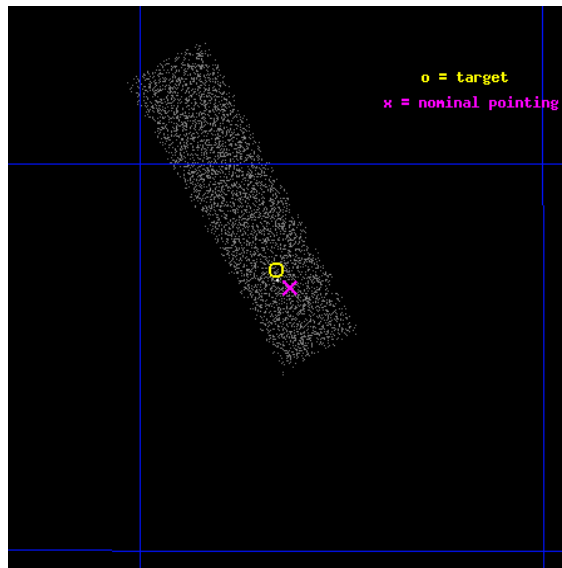 o = target
x = nominal pointing